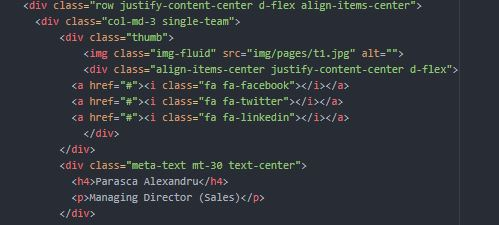 <div class="row justify-content-center d-flex align-items-center">
<div class="col-md-3 single-team">
<div class="thumb">
<img class="img-fluid" src="img/pages/t1.jpg" alt="">
<div class="align-items-center justify-content-center d-flex">
<a href="#"><i class="fa fa-facebook"></i></a>
<a href="#"><i class="fa fa-twitter"></i></a>
<a href="#"><i class="fa fa-linkedin"></i></a>
</div>
</div>
<div class="meta-text mt-30 text-center">
<h4>Parasca Alexandru</h4>
<p>Managing Director (Sales)</p>
</div>